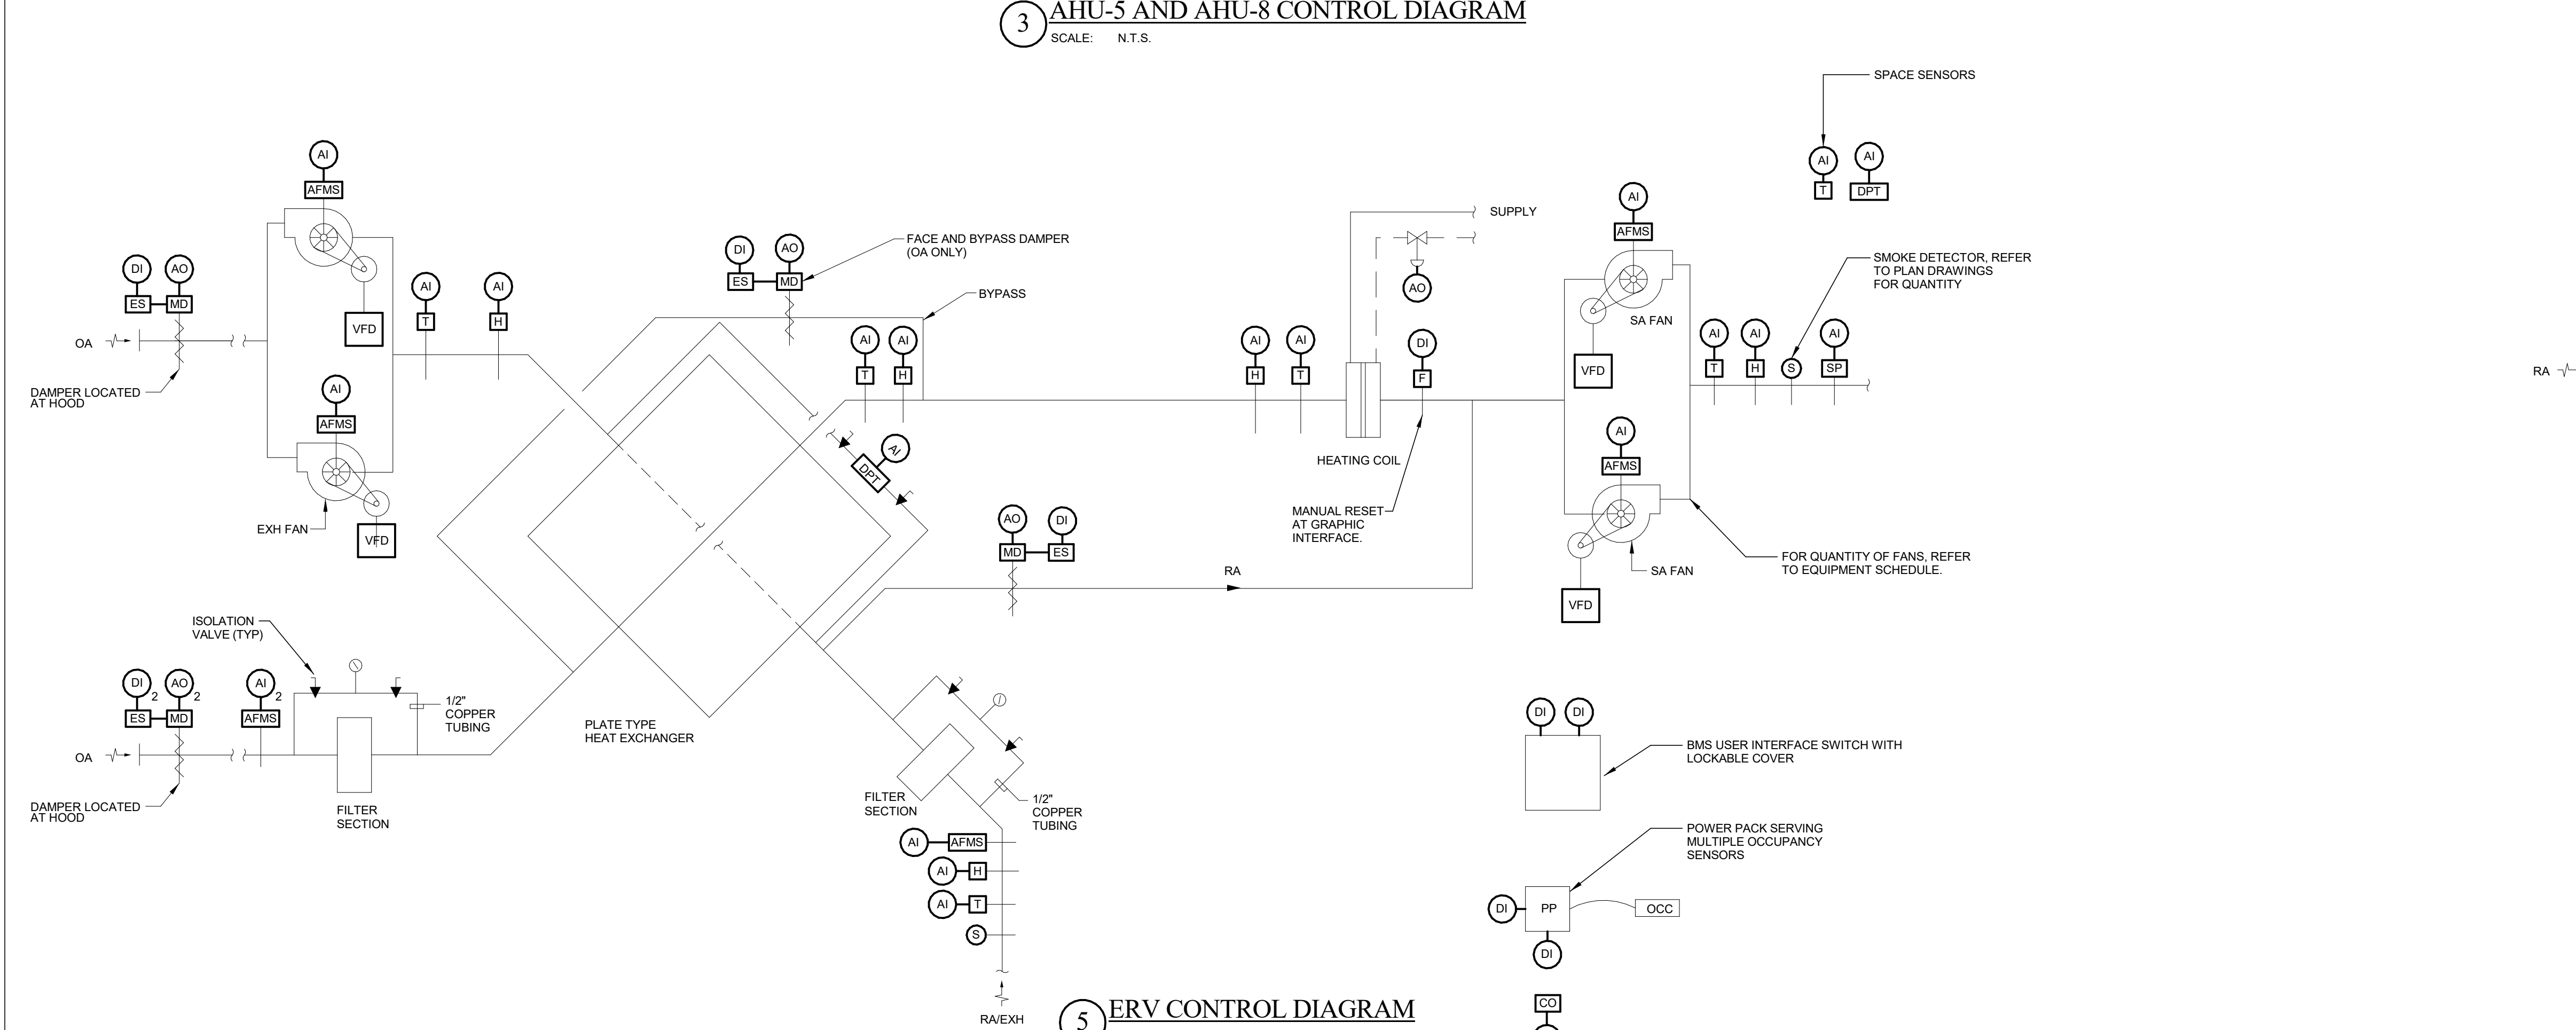 3 AHU-5 AND AHU-8 CONTROL DIAGRAM
SCALE: N.T.S.
SPACE SENSORS
AI
T
AI
DPT
AI
AFMS
VFD
DI
ES
AO
MD
OA
DAMPER LOCATED
AT HOOD
AI
AFMS
EXH FAN
VFD
AI
T
AI
H
DI
ES
AO
MD
FACE AND BYPASS DAMPER
(OA ONLY)
BYPASS
AI
T
AI
H
AI
DPT
AI
H
AI
T
SUPPLY
AO
DI
F
HEATING COIL
MANUAL RESET
AT GRAPHIC
INTERFACE.
AI
AFMS
SA FAN
VFD
AI
AFMS
SA FAN
VFD
AI
T
AI
H
S
AI
SP
SMOKE DETECTOR, REFER
TO PLAN DRAWINGS
FOR QUANTITY
RA
FOR QUANTITY OF FANS, REFER
TO EQUIPMENT SCHEDULE.
AO
MD
DI
ES
RA
ISOLATION
VALVE (TYP)
DI 2
ES
AO 2
MD
AI 2
AFMS
OA
DAMPER LOCATED
AT HOOD
1/2"
COPPER
TUBING
FILTER
SECTION
PLATE TYPE
HEAT EXCHANGER
FILTER
SECTION
1/2"
COPPER
TUBING
AI
AFMS
AI
H
AI
T
S
RA/EXH
DI
DI
BMS USER INTERFACE SWITCH WITH
LOCKABLE COVER
POWER PACK SERVING
MULTIPLE OCCUPANCY
SENSORS
DI
PP
OCC
DI
CO
5 ERV CONTROL DIAGRAM